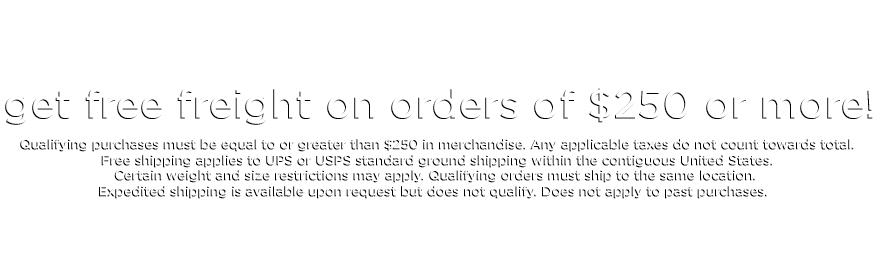 get free freight on orders of $250 or more!
Qualifying purchases must be equal to or greater than $250 in merchandise. Any applicable taxes do not count towards total.
Free shipping applies to UPS or USPS standard ground shipping within the contiguous United States.
Certain weight and size restrictions may apply. Qualifying orders must ship to the same location.
Expedited shipping is available upon request but does not qualify. Does not apply to past purchases.